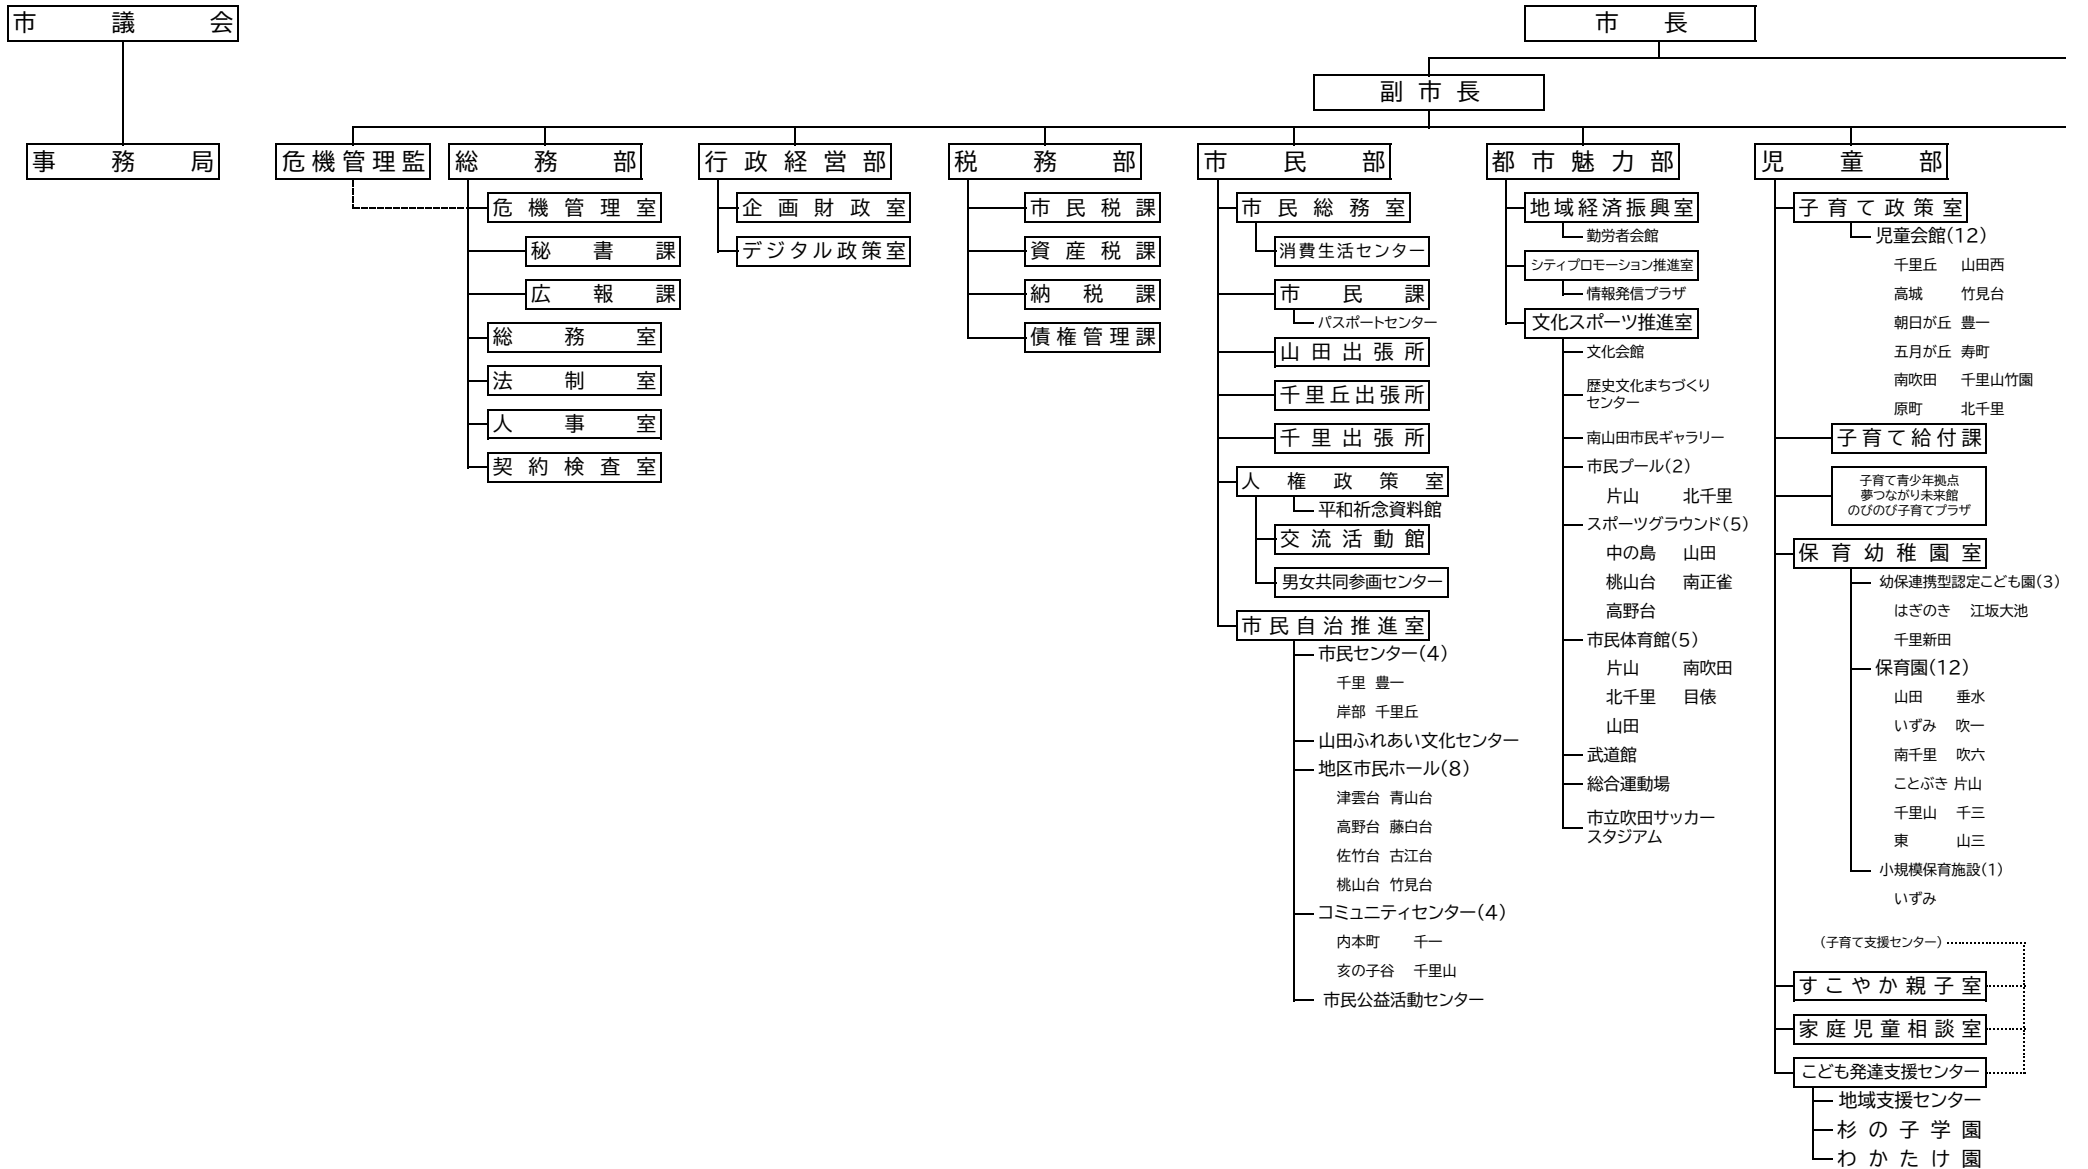 市議会
市長
副市長
事務局
危機管理監
総務部
危機管理室
秘書課
広報課
総務室
法制室
人事室
契約検査室
行政経営部
企画財政室
デジタル政策室
税務部
市民税課
資産税課
納税課
債権管理課
市民部
市民総務室
消費生活センター
市民課
パスポートセンター
山田出張所
千里丘出張所
千里出張所
人権政策室
平和祈念資料館
交流活動館
男女共同参画センター
市民自治推進室
市民センター(4)
千里 豊一
岸部 千里丘
山田ふれあい文化センター
地区市民ホール(8)
津雲台 青山台
高野台 藤白台
佐竹台 古江台
桃山台 竹見台
コミュニティセンター(4)
内本町 千一
亥の子谷 千里山
市民公益活動センター
都市魅力部
地域経済振興室
勤労者会館
シティプロモーション推進室
情報発信プラザ
文化スポーツ推進室
文化会館
歴史文化まちづくり
センター
南山田市民ギャラリー
市民プール(2)
片山 北千里
スポーツグラウンド(5)
中の島 山田
桃山台 南正雀
高野台
市民体育館(5)
片山 南吹田
北千里 目俵
山田
武道館
総合運動場
市立吹田サッカー
スタジアム
児童部
子育て政策室
児童会館(12)
千里丘 山田西
高城 竹見台
朝日が丘 豊一
五月が丘 寿町
南吹田 千里山竹園
原町 北千里
子育て給付課
子育て青少年拠点
夢つながり未来館
のびのび子育てプラザ
保育幼稚園室
幼保連携型認定こども園(3)
はぎのき 江坂大池
千里新田
保育園(12)
山田 垂水
いずみ 吹一
南千里 吹六
ことぶき 片山
千里山 千三
東 山三
小規模保育施設(1)
いずみ
(子育て支援センター)
すこやか親子室
家庭児童相談室
こども発達支援センター
地域支援センター
杉の子学園
わかたけ園